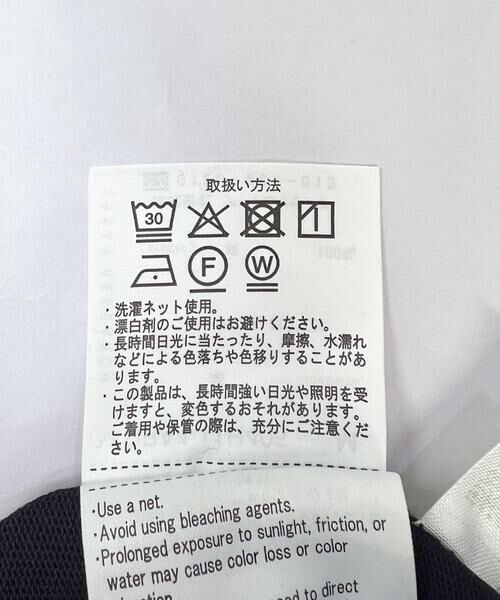 取扱い方法
30
F W
・洗濯ネット使用。
・漂白剤のご使用はお避けください。
・長時間日光に当たったり、摩擦、水濡れ
などによる色落ちや色移りすることがあ
ります。
・この製品は、長時間強い日光や照明を受
けますと、変色するおそれがあります。
ご着用や保管の際は、充分にご注意くだ
さい。
・Use a net.
・Avoid using bleaching agents.
・Prolonged exposure to sunlight, friction, or
water may cause color loss or color
to direct